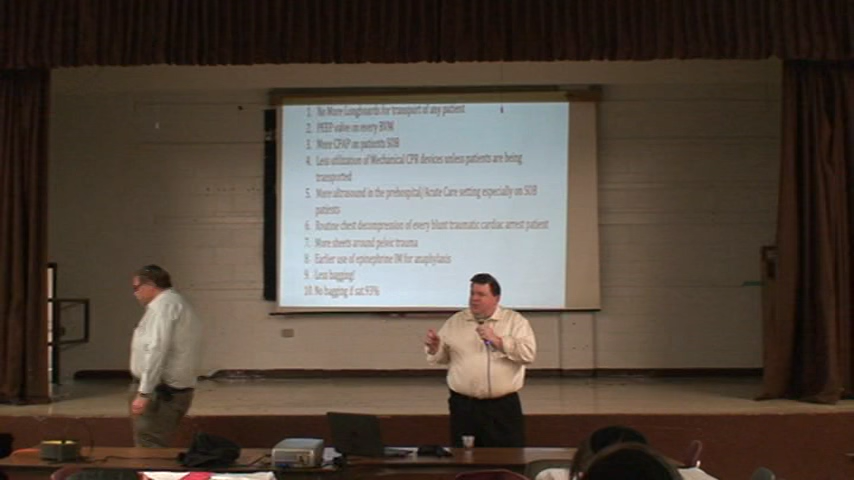 1. No More Longboards for transport of any patient
2. PEEP valve on every BVM
3. More CPAP on patients SOB
4. Less utilization of Mechanical CPR devices unless patients are being
transported
5. More ultrasound in the prehospital/Acute Care setting especially on SOB
patients
6. Routine chest decompression of every blunt traumatic cardiac arrest patient
7. More sheets around pelvic trauma
8. Earlier use of epinephrine IM for anaphylaxis
9. Less bagging!
10. No bagging if sat 93%